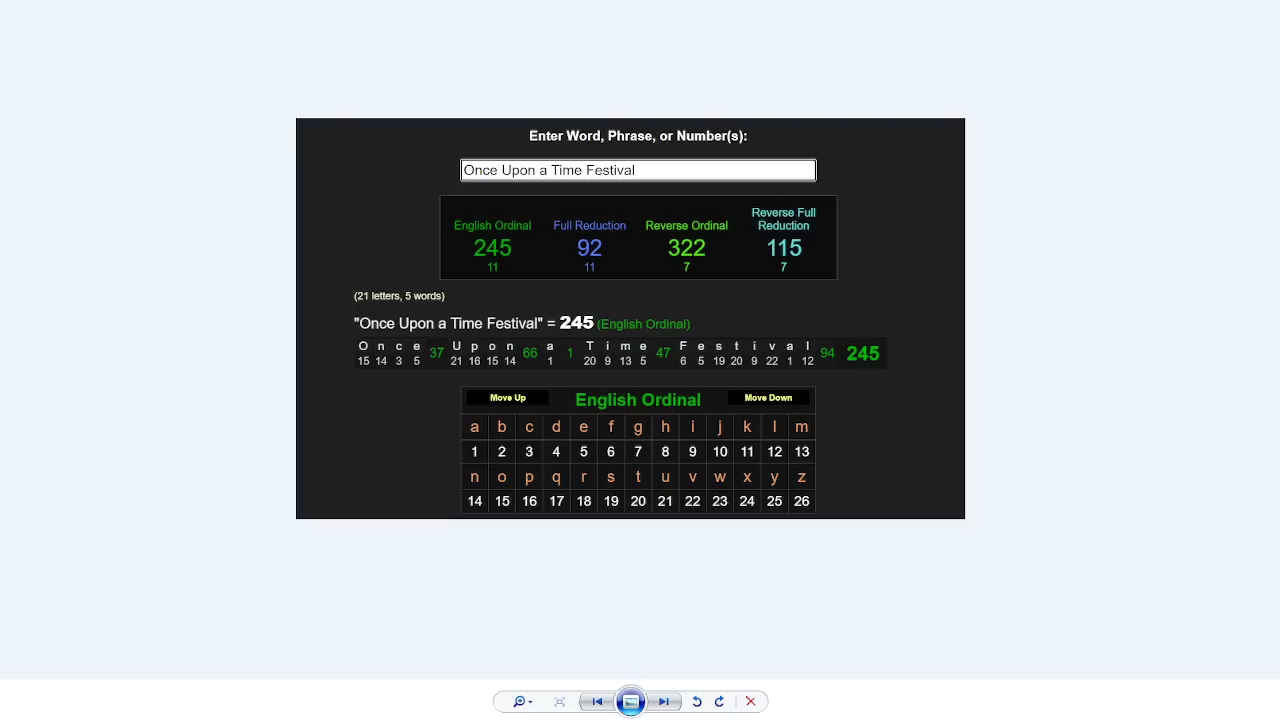 Enter Word, Phrase, or Number(s):
Once Upon a Time Festival
English Ordinal Full Reduction Reverse Ordinal Reverse Full Reduction
245 92 322 115
11 11 7 7
(21 letters, 5 words)
"Once Upon a Time Festival" = 245 (English Ordinal)
O n c e 37 U p o n 66 a 1 T i m e 47 F e s t i v a l 94 245
15 14 3 5 21 16 15 14 1 20 9 13 5 6 5 19 20 9 22 1 12
Move Up English Ordinal Move Down
a b c d e f g h i j k l m
1 2 3 4 5 6 7 8 9 10 11 12 13
n o p q r s t u v w x y z
14 15 16 17 18 19 20 21 22 23 24 25 26